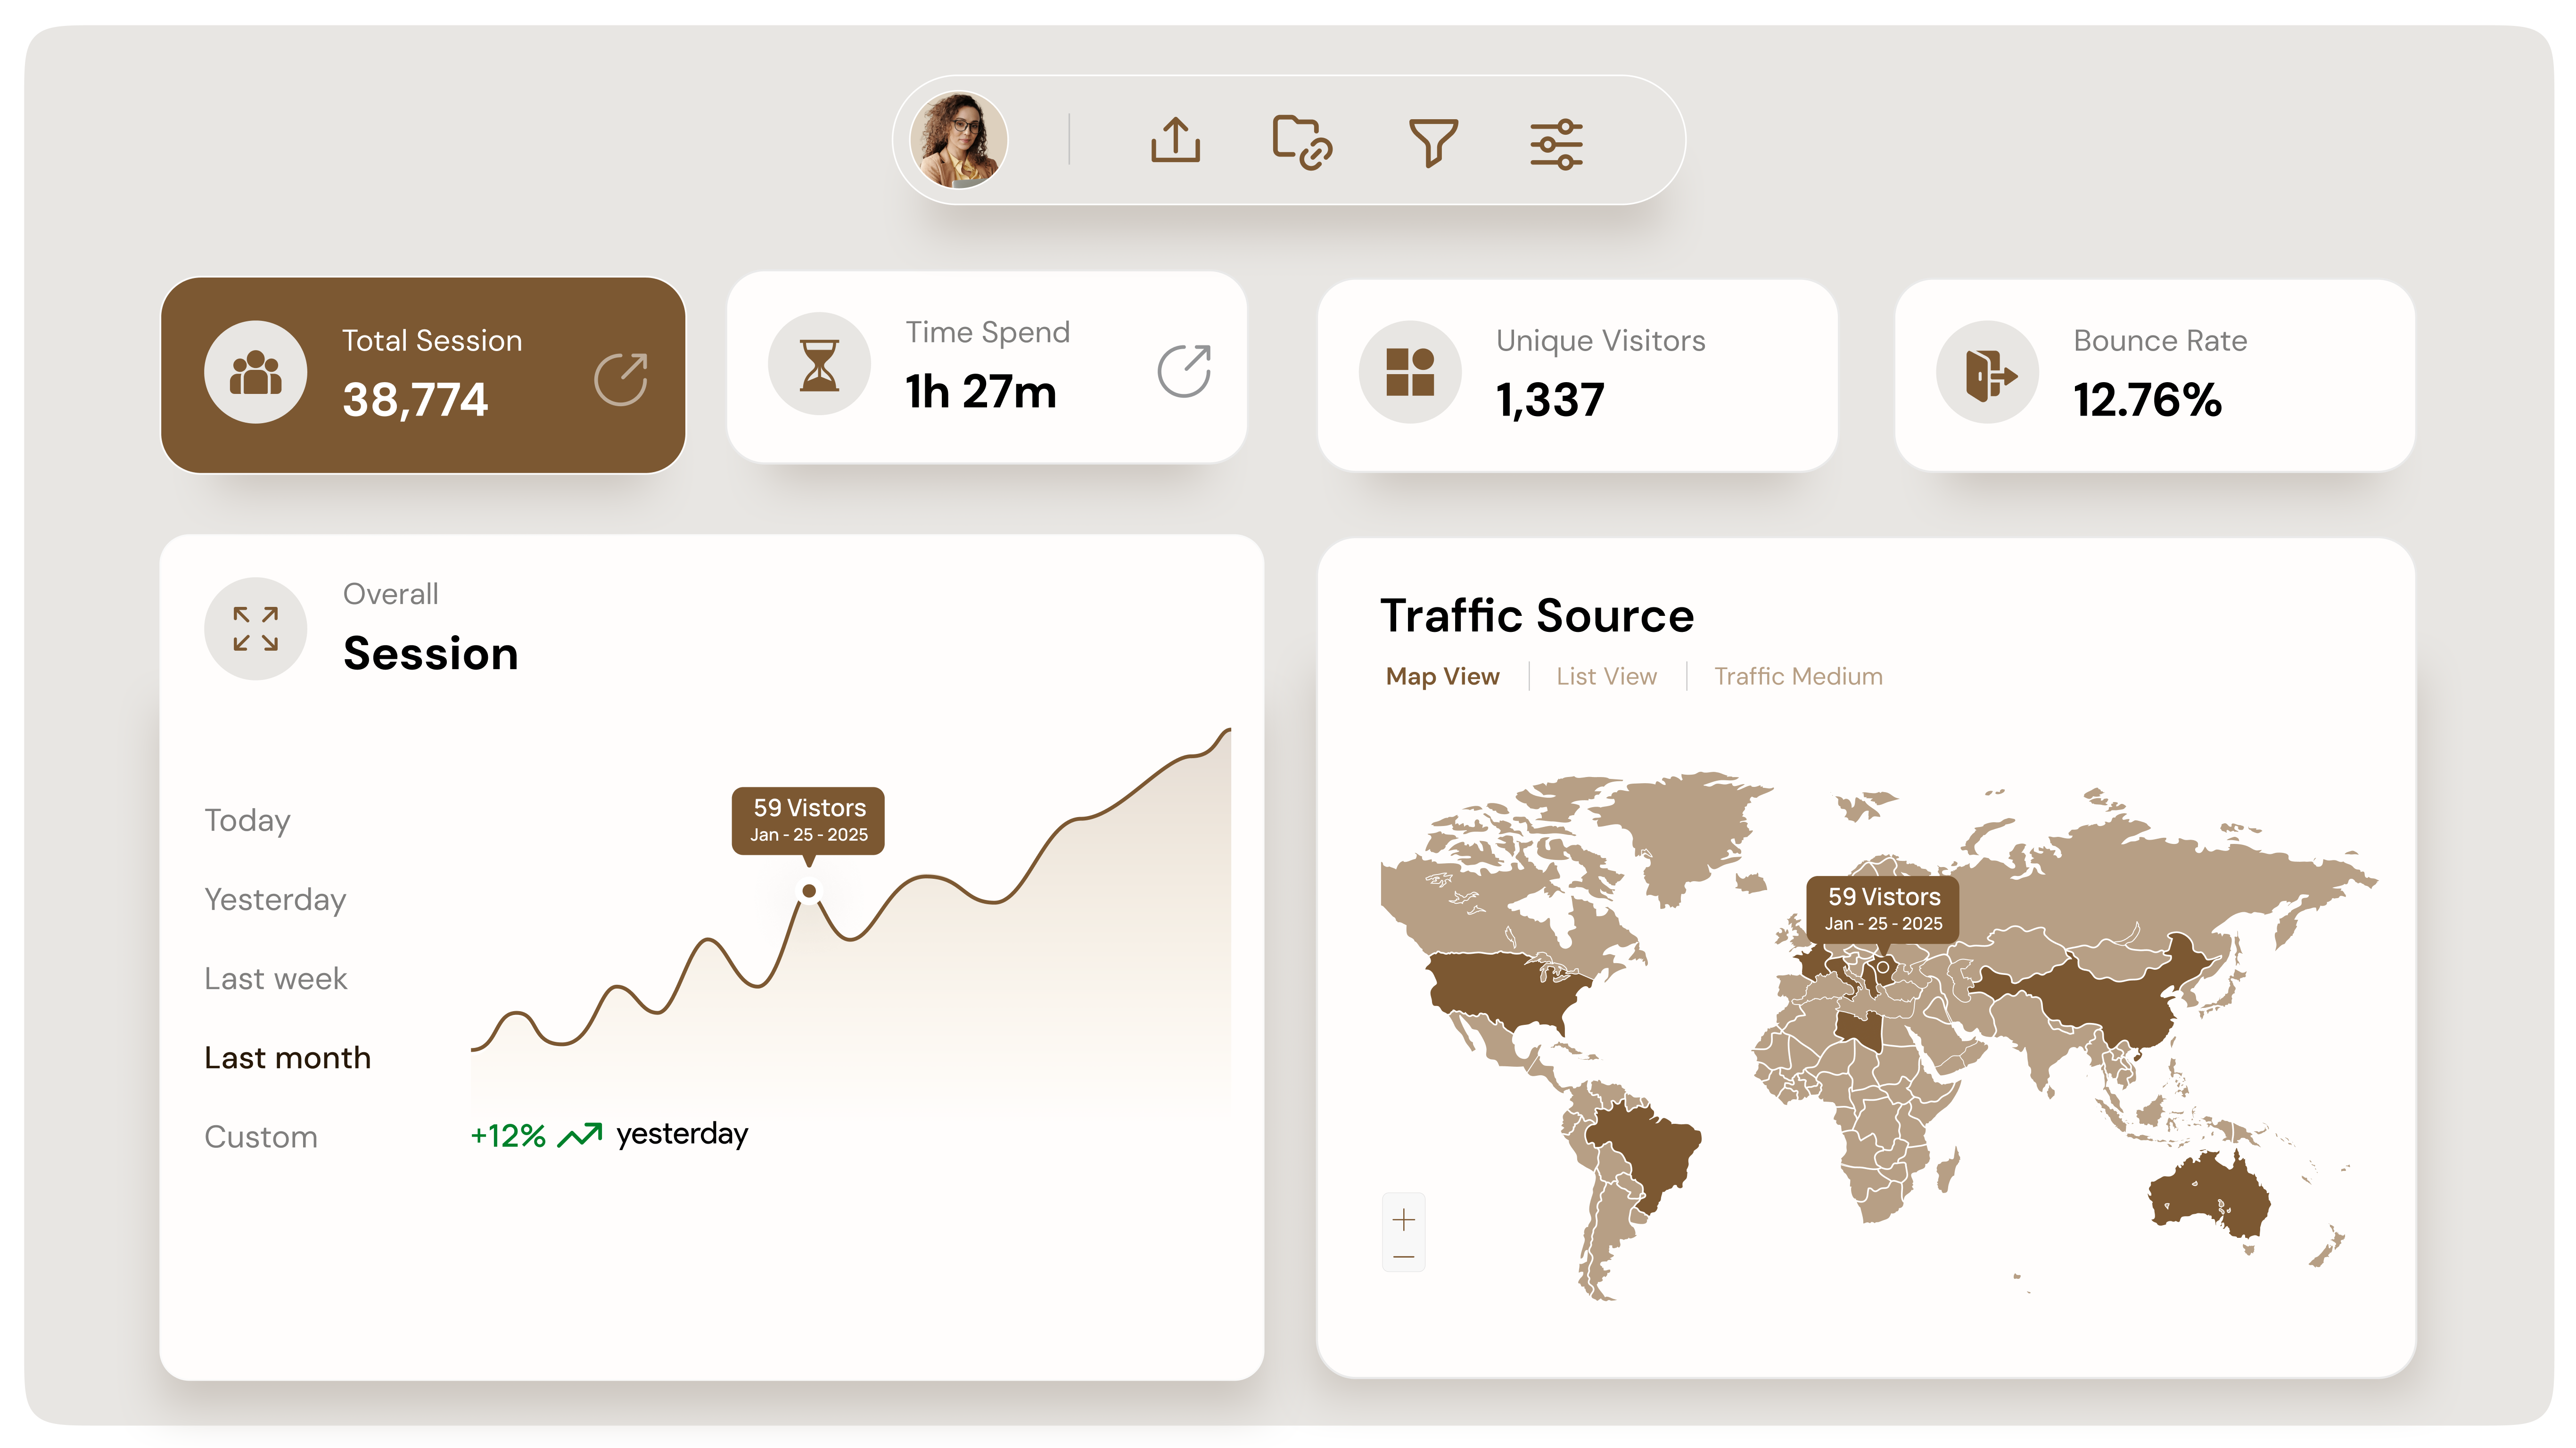 Total Session
38,774
Time Spend
1h 27m
Unique Visitors
1,337
Bounce Rate
12.76%
Overall
Session
Today
Yesterday
Last week
Last month
Custom
59 Vistors
Jan - 25 - 2025
+12% yesterday
Traffic Source
Map View
List View
Traffic Medium
59 Vistors
Jan - 25 - 2025